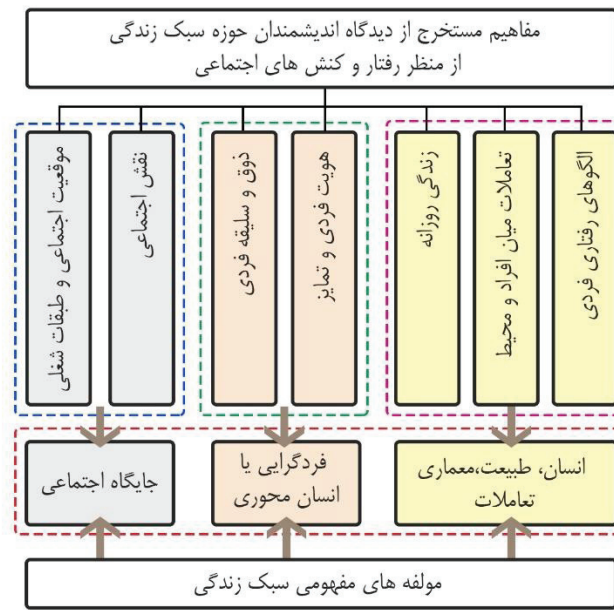 مفاهیم مستخرج از دیدگاه اندیشمندان حوزه سبک زندگی
از منظر رفتار و کنش های اجتماعی
الگوهای رفتاری فردی
تعاملات میان افراد و محیط
زندگی روزانه
هویت فردی و تمایز
ذوق و سلیقه فردی
نقش اجتماعی
موقعیت اجتماعی و طبقات شغلی
انسان، طبیعت،معماری
تعاملات
فردگرایی یا
انسان محوری
جایگاه اجتماعی
مولفه های مفهومی سبک زندگی